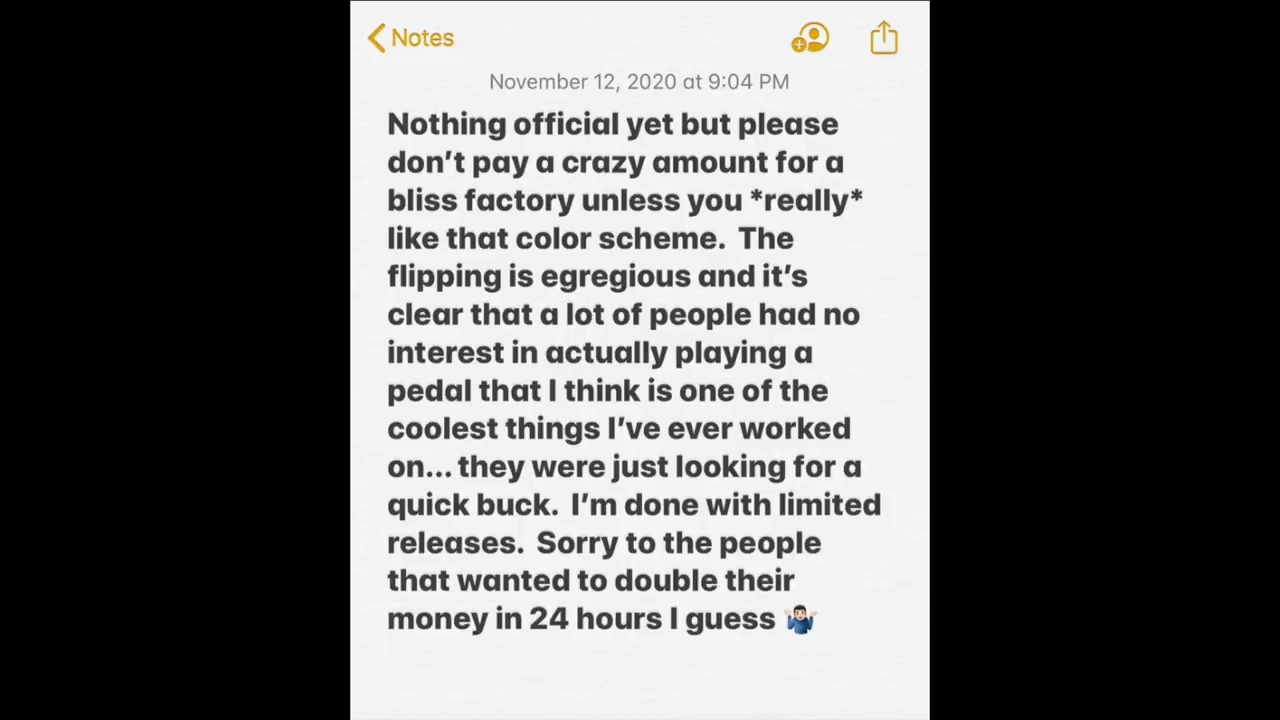 Notes
November 12, 2020 at 9:04 PM
Nothing official yet but please
don’t pay a crazy amount for a
bliss factory unless you *really*
like that color scheme.  The
flipping is egregious and it’s
clear that a lot of people had no
interest in actually playing a
pedal that I think is one of the
coolest things I’ve ever worked
on... they were just looking for a
quick buck.  I’m done with limited
releases.  Sorry to the people
that wanted to double their
money in 24 hours I guess 🤷🏻‍♂️